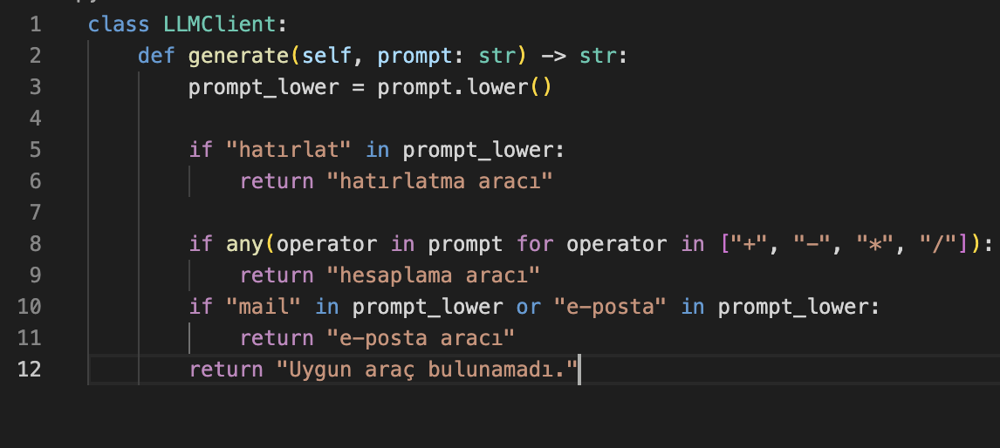 1 class LLMClient:
2 def generate(self, prompt: str) -> str:
3 prompt_lower = prompt.lower()
4
5 if "hatırlat" in prompt_lower:
6 return "hatırlatma aracı"
7
8 if any(operator in prompt for operator in ["+", "-", "*", "/"]):
9 return "hesaplama aracı"
10 if "mail" in prompt_lower or "e-posta" in prompt_lower:
11 return "e-posta aracı"
12 return "Uygun araç bulunamadı."